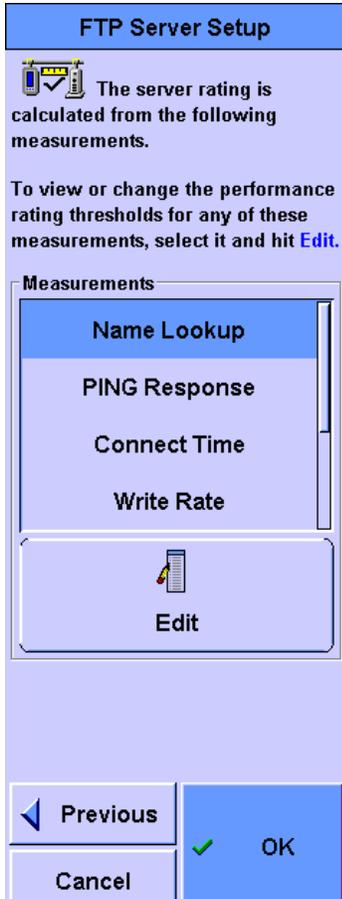 FTP Server Setup
The server rating is
calculated from the following
measurements.
To view or change the performance
rating thresholds for any of these
measurements, select it and hit Edit.
Measurements
Name Lookup
PING Response
Connect Time
Write Rate
Edit
Previous
OK
Cancel